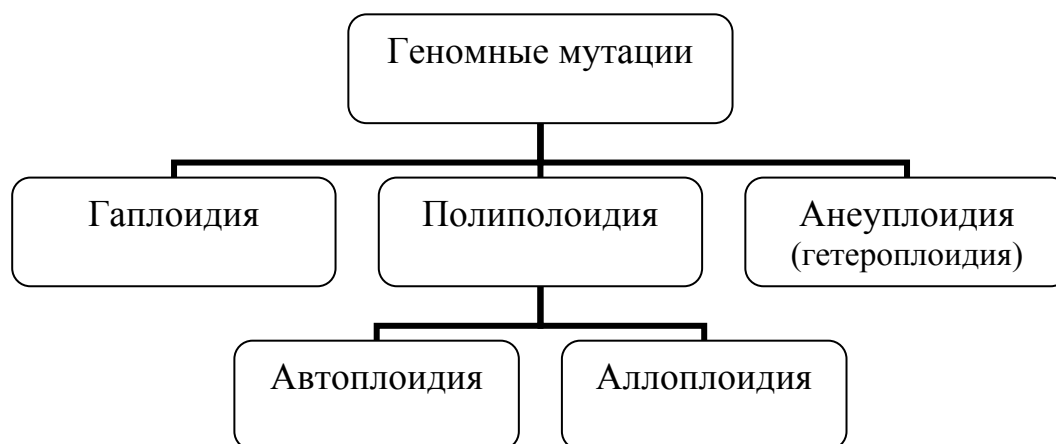 Геномные мутации
Гаплоидия
Полиполоидия
Анеуплоидия
(гетероплоидия)
Автоплоидия
Аллоплоидия